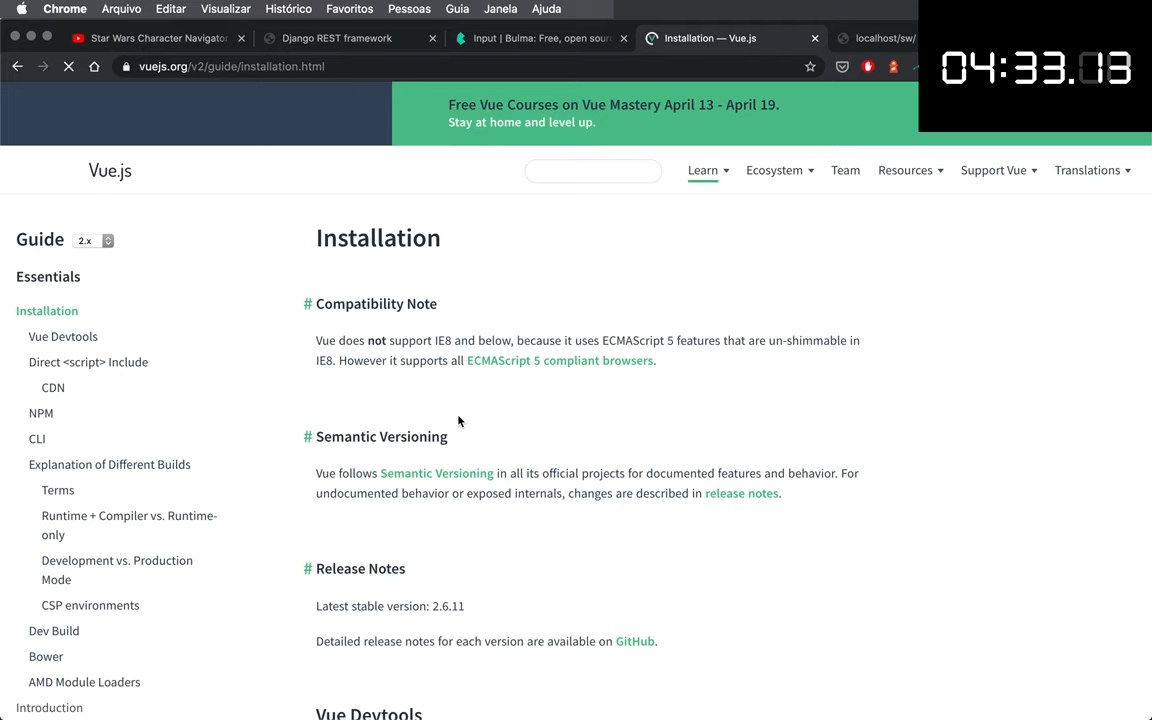 Chrome Arquivo Editar Visualizar Histórico Favoritos Pessoas Guia Janela Ajuda
Star Wars Character Navigator
Django REST framework
Input | Bulma: Free, open sour
Installation — Vue.js
localhost/sw/
04:33.13
vuejs.org/v2/guide/installation.html
Free Vue Courses on Vue Mastery April 13 - April 19.
Stay at home and level up.
Vue.js
Learn Ecosystem Team Resources Support Vue Translations
Guide 2.x
Essentials
Installation
Vue Devtools
Direct <script> Include
CDN
NPM
CLI
Explanation of Different Builds
Terms
Runtime + Compiler vs. Runtime-
only
Development vs. Production
Mode
CSP environments
Dev Build
Bower
AMD Module Loaders
Introduction
Installation
# Compatibility Note
Vue does not support IE8 and below, because it uses ECMAScript 5 features that are un-shimmable in
IE8. However it supports all ECMAScript 5 compliant browsers.
# Semantic Versioning
Vue follows Semantic Versioning in all its official projects for documented features and behavior. For
undocumented behavior or exposed internals, changes are described in release notes.
# Release Notes
Latest stable version: 2.6.11
Detailed release notes for each version are available on GitHub.
Vue Devtools